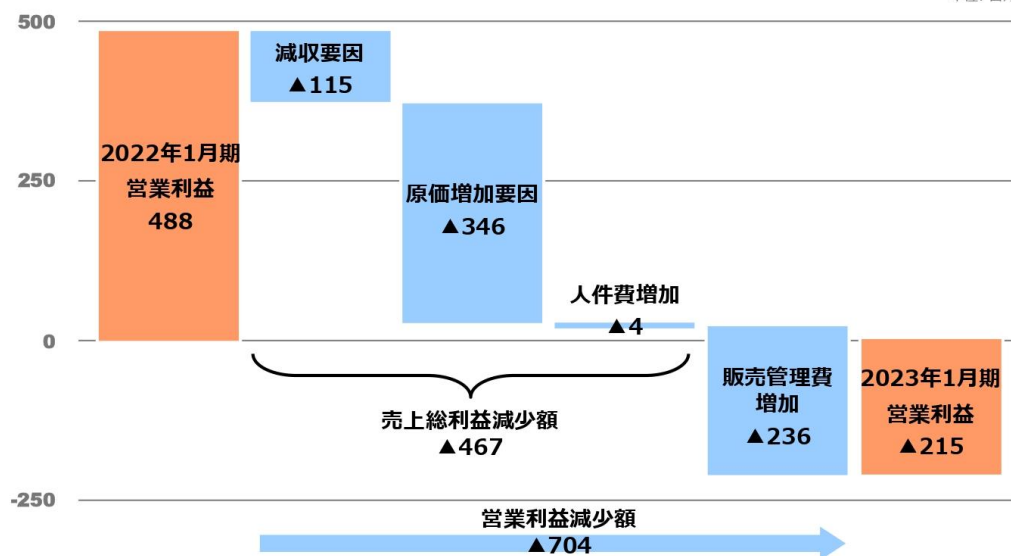 500
減収要因
▲115
2022年1月期
営業利益
488
250
原価増加要因
▲346
人件費増加
▲4
0
販売管理費
増加
▲236
2023年1月期
営業利益
▲215
売上総利益減少額
▲467
-250
営業利益減少額
▲704